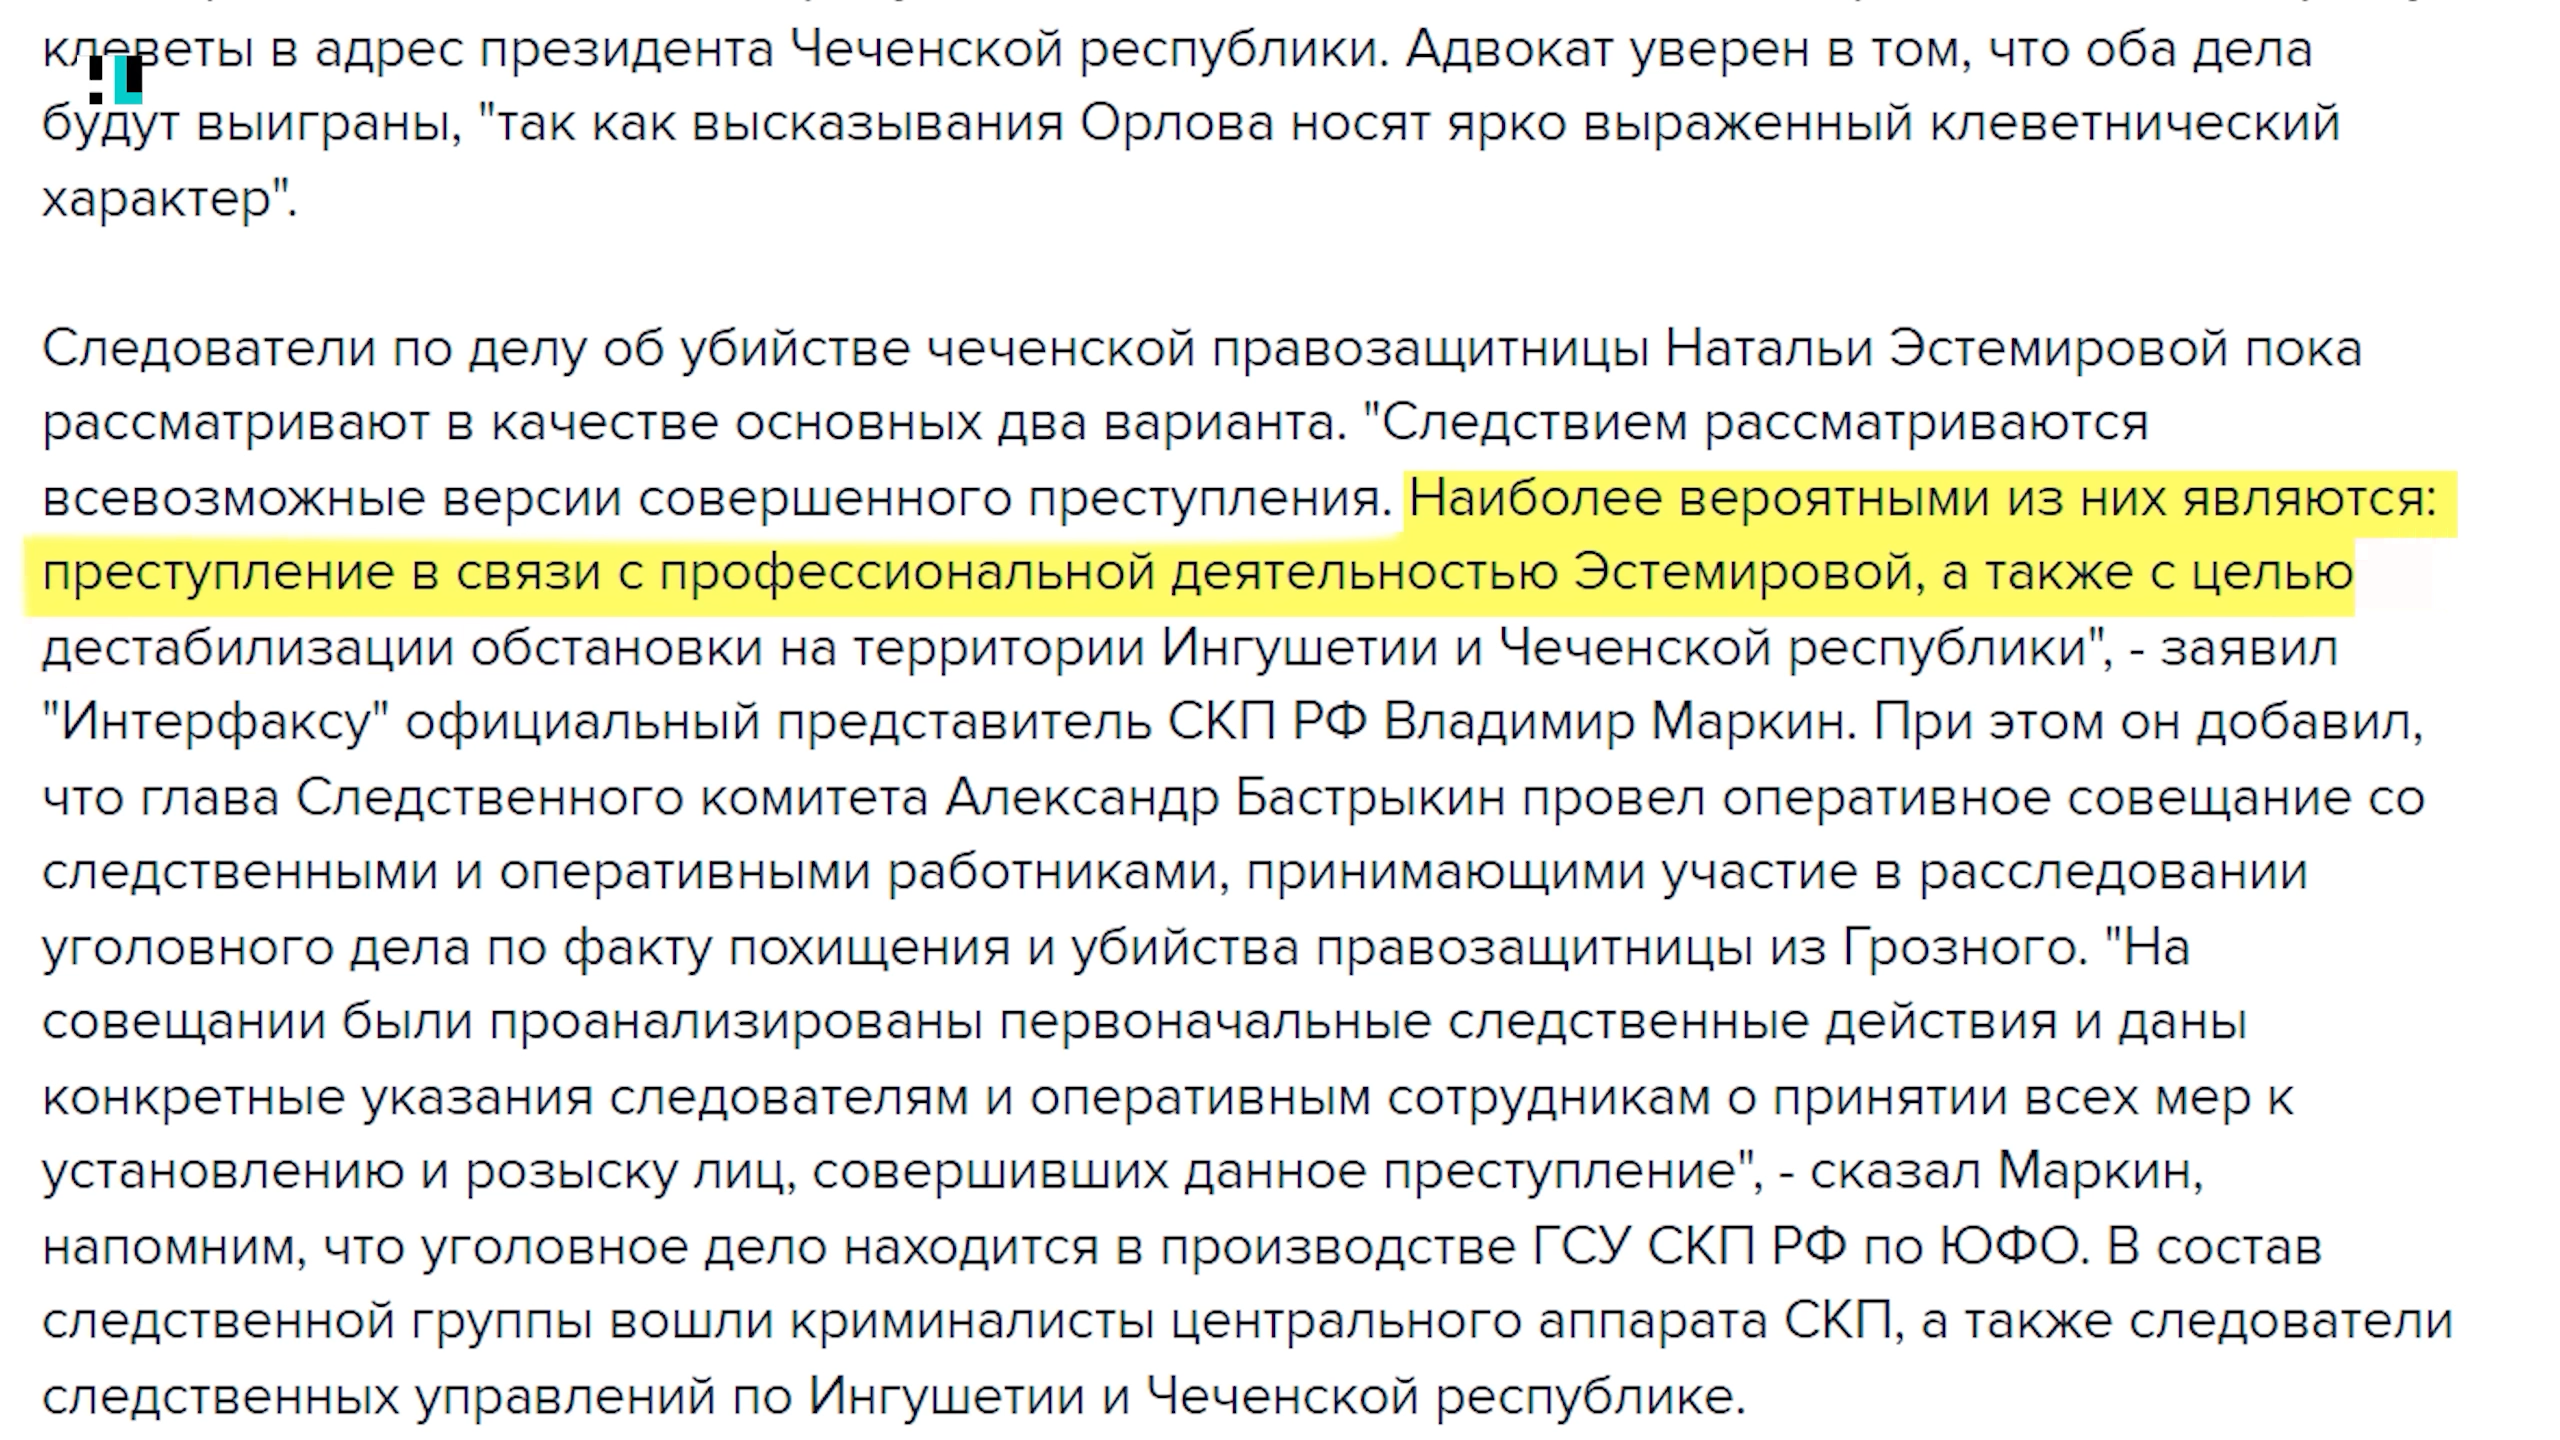 клеветы в адрес президента Чеченской республики. Адвокат уверен в том, что оба дела
будут выиграны, "так как высказывания Орлова носят ярко выраженный клеветнический
характер".
Следователи по делу об убийстве чеченской правозащитницы Натальи Эстемировой пока
рассматривают в качестве основных два варианта. "Следствием рассматриваются
всевозможные версии совершенного преступления. Наиболее вероятными из них являются:
преступление в связи с профессиональной деятельностью Эстемировой, а также с целью
дестабилизации обстановки на территории Ингушетии и Чеченской республики", - заявил
"Интерфаксу" официальный представитель СКП РФ Владимир Маркин. При этом он добавил,
что глава Следственного комитета Александр Бастрыкин провел оперативное совещание со
следственными и оперативными работниками, принимающими участие в расследовании
уголовного дела по факту похищения и убийства правозащитницы из Грозного. "На
совещании были проанализированы первоначальные следственные действия и даны
конкретные указания следователям и оперативным сотрудникам о принятии всех мер к
установлению и розыску лиц, совершивших данное преступление", - сказал Маркин,
напомним, что уголовное дело находится в производстве ГСУ СКП РФ по ЮФО. В состав
следственной группы вошли криминалисты центрального аппарата СКП, а также следователи
следственных управлений по Ингушетии и Чеченской республике.